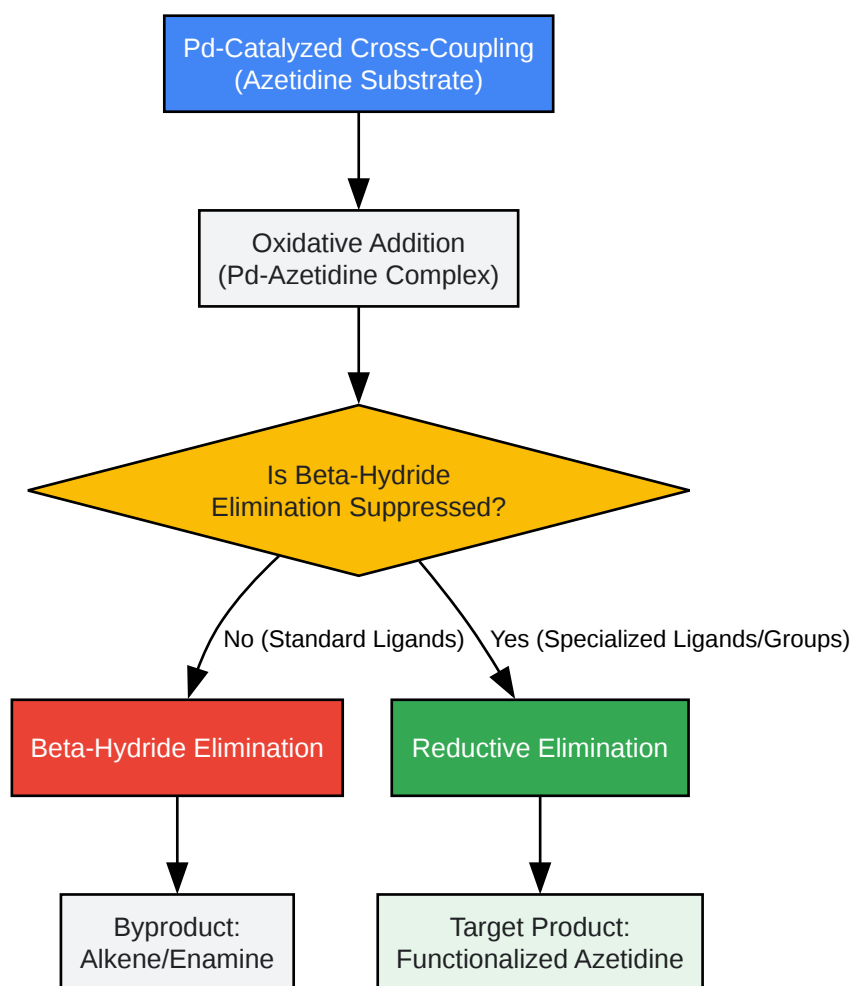 Pd-Catalyzed Cross-Coupling
(Azetidine Substrate)
Oxidative Addition
(Pd-Azetidine Complex)
Is Beta-Hydride
Elimination Suppressed?
No (Standard Ligands)
Yes (Specialized Ligands/Groups)
Beta-Hydride Elimination
Reductive Elimination
Byproduct:
Alkene/Enamine
Target Product:
Functionalized Azetidine